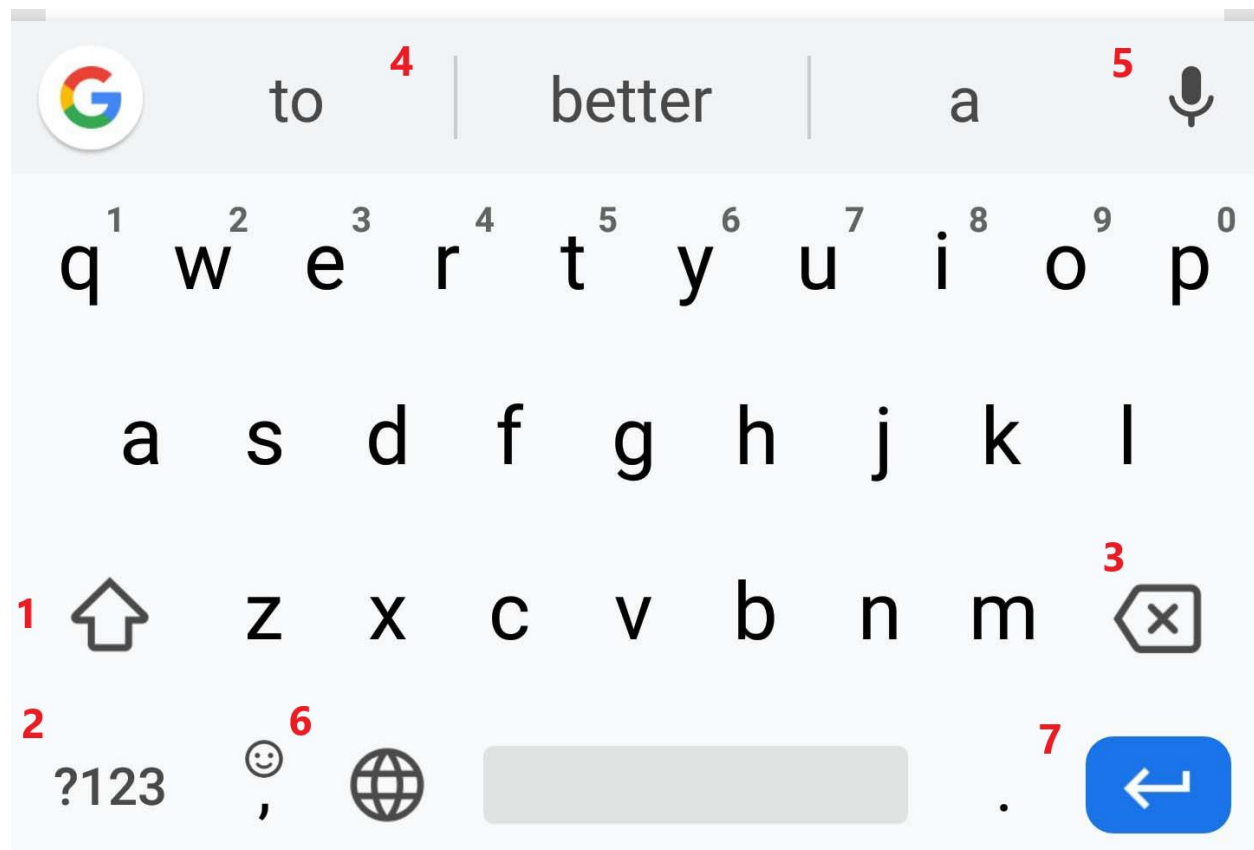 G to 4 better a 5
q 1 w 2 e 3 r 4 t 5 y 6 u 7 i 8 o 9 p 0
a s d f g h j k l
1 z x c v b n m 3
2 ?123 , 6 . 7